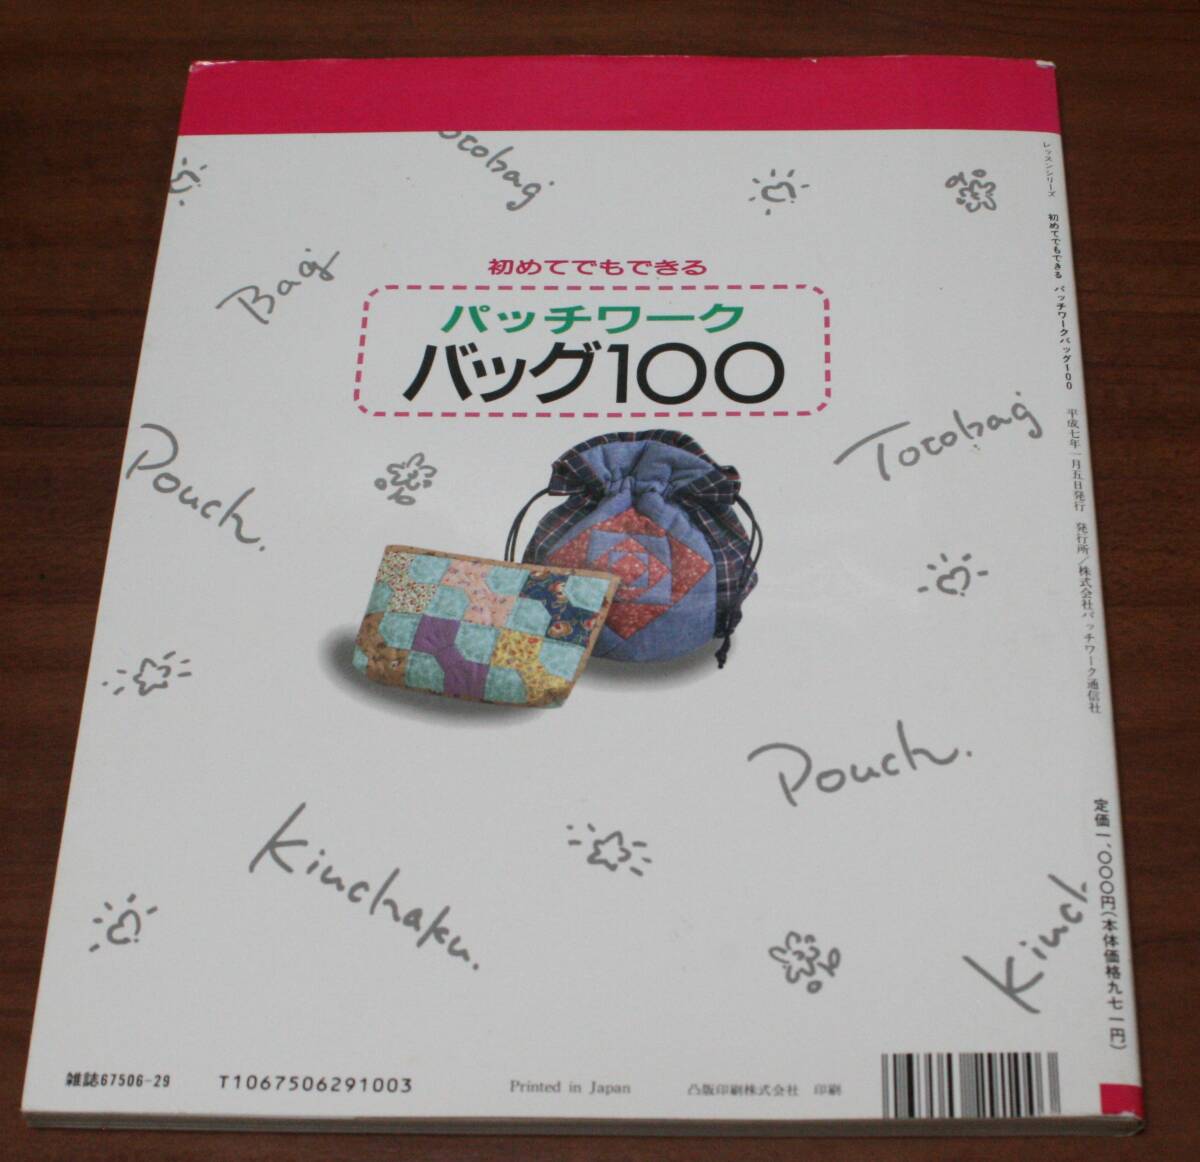 Totobag
Bag
初めてでもできる
パッチワーク
バッグ100
Totobag
Pouch.
Pouch.
Kinchaku.
Kinch
雑誌67506-29
T1067506291003
Printed in Japan
凸版印刷株式会社 印刷
レッスンシリーズ 初めてでもできる パッチワークバッグ100 平成七年一月五日発行 発行所/株式会社パッチワーク通信社
定価一、〇〇〇円(本体価格九七一円)